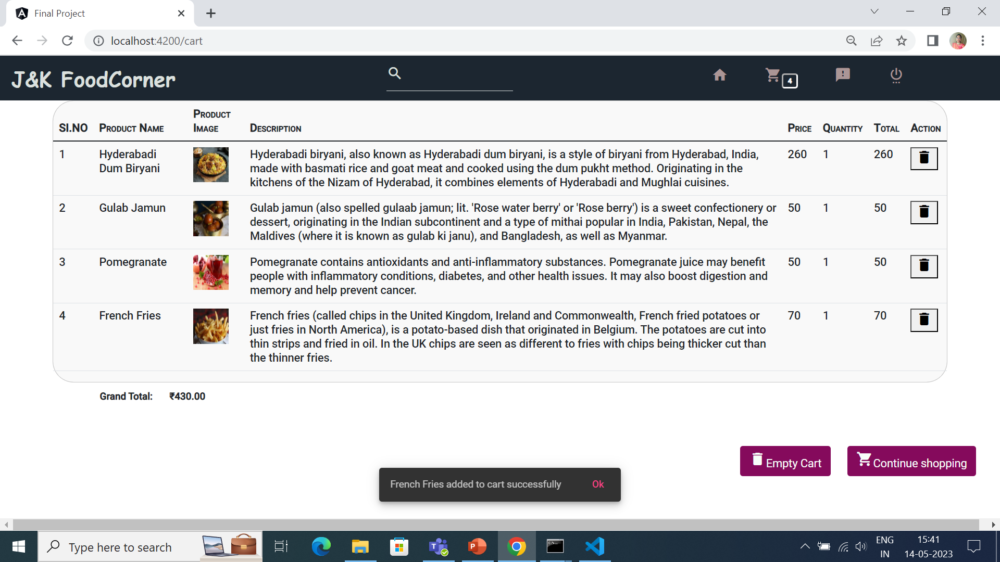 Final Project
localhost:4200/cart
J&K FoodCorner
4
Sl.NO Product Name Product Image Description Price Quantity Total Action
1 Hyderabadi Dum Biryani
Hyderabadi biryani, also known as Hyderabadi dum biryani, is a style of biryani from Hyderabad, India,
made with basmati rice and goat meat and cooked using the dum pukht method. Originating in the
kitchens of the Nizam of Hyderabad, it combines elements of Hyderabadi and Mughlai cuisines.
260 1 260
2 Gulab Jamun
Gulab jamun (also spelled gulaab jamun; lit. 'Rose water berry' or 'Rose berry') is a sweet confectionery or
dessert, originating in the Indian subcontinent and a type of mithai popular in India, Pakistan, Nepal, the
Maldives (where it is known as gulab ki janu), and Bangladesh, as well as Myanmar.
50 1 50
3 Pomegranate
Pomegranate contains antioxidants and anti-inflammatory substances. Pomegranate juice may benefit
people with inflammatory conditions, diabetes, and other health issues. It may also boost digestion and
memory and help prevent cancer.
50 1 50
4 French Fries
French fries (called chips in the United Kingdom, Ireland and Commonwealth, French fried potatoes or
just fries in North America), is a potato-based dish that originated in Belgium. The potatoes are cut into
thin strips and fried in oil. In the UK chips are seen as different to fries with chips being thicker cut than
the thinner fries.
70 1 70
Grand Total: ₹430.00
Empty Cart
Continue shopping
French Fries added to cart successfully Ok
Type here to search
ENG
IN
15:41
14-05-2023